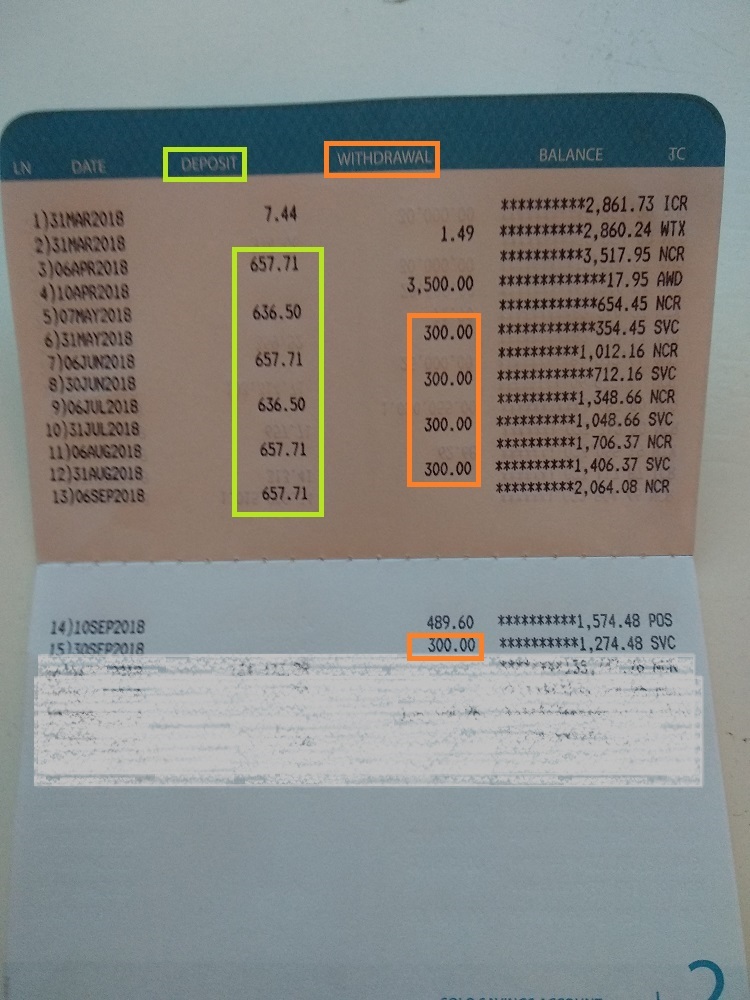 LN DATE DEPOSIT WITHDRAWAL BALANCE TC
1)31MAR2018 7.44 **********2,861.73 ICR
2)31MAR2018 1.49 **********2,860.24 WTX
3)06APR2018 657.71 **********3,517.95 NCR
4)10APR2018 3,500.00 *************17.95 AWD
5)07MAY2018 636.50 ************654.45 NCR
6)31MAY2018 300.00 ************354.45 SVC
7)06JUN2018 657.71 **********1,012.16 NCR
8)30JUN2018 300.00 ************712.16 SVC
9)06JUL2018 636.50 **********1,348.66 NCR
10)31JUL2018 300.00 **********1,048.66 SVC
11)06AUG2018 657.71 **********1,706.37 NCR
12)31AUG2018 300.00 **********1,406.37 SVC
13)06SEP2018 657.71 **********2,064.08 NCR
14)10SEP2018 489.60 **********1,574.48 POS
15)30SEP2018 300.00 **********1,274.48 SVC
2